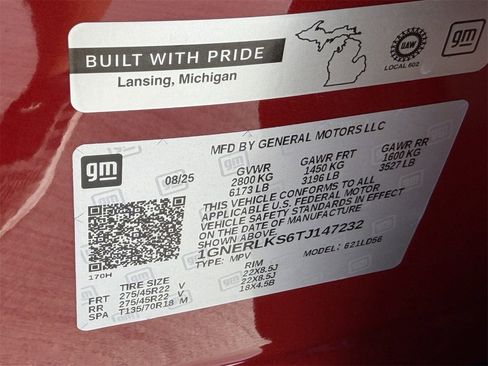 BUILT WITH PRIDE
Lansing, Michigan
UAW
LOCAL 602
gm
gm
MFD BY GENERAL MOTORS LLC
08/25
GVWR GAWR FRT GAWR RR
2800 KG 1450 KG 1600 KG
6173 LB 3196 LB 3527 LB
THIS VEHICLE CONFORMS TO ALL
APPLICABLE U.S. FEDERAL MOTOR
VEHICLE SAFETY STANDARDS IN EFFECT
ON THE DATE OF MANUFACTURE SHOWN ABOVE.
1GNERLKS6TJ147232
TYPE: MPV MODEL: 621LD56
170H
TIRE SIZE RIM
FRT 275/45R22 V 22X8.5J
RR 275/45R22 V 22X8.5J
SPA T135/70R18 M 18X4.5B